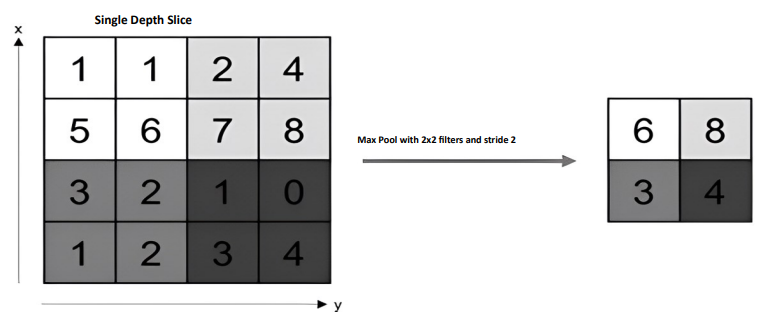 Single Depth Slice
x
1 1 2 4
5 6 7 8
3 2 1 0
1 2 3 4
y
Max Pool with 2x2 filters and stride 2
6 8
3 4